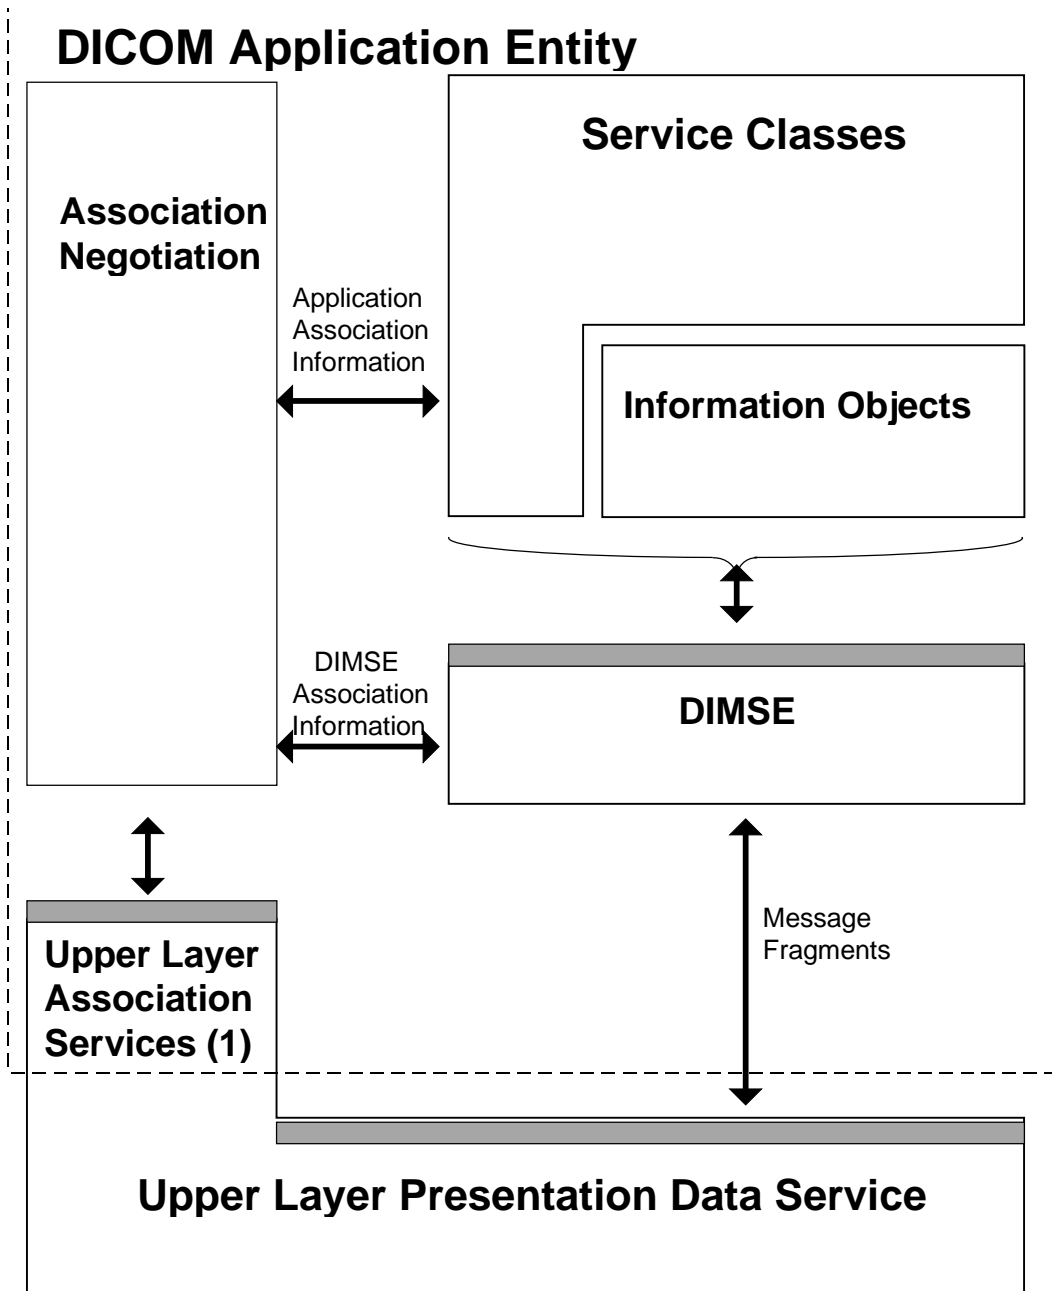 DICOM Application Entity
Service Classes
Association
Negotiation
Application
Association
Information
Information Objects
DIMSE
Association
Information
DIMSE
Message
Fragments
Upper Layer
Association
Services (1)
Upper Layer Presentation Data Service